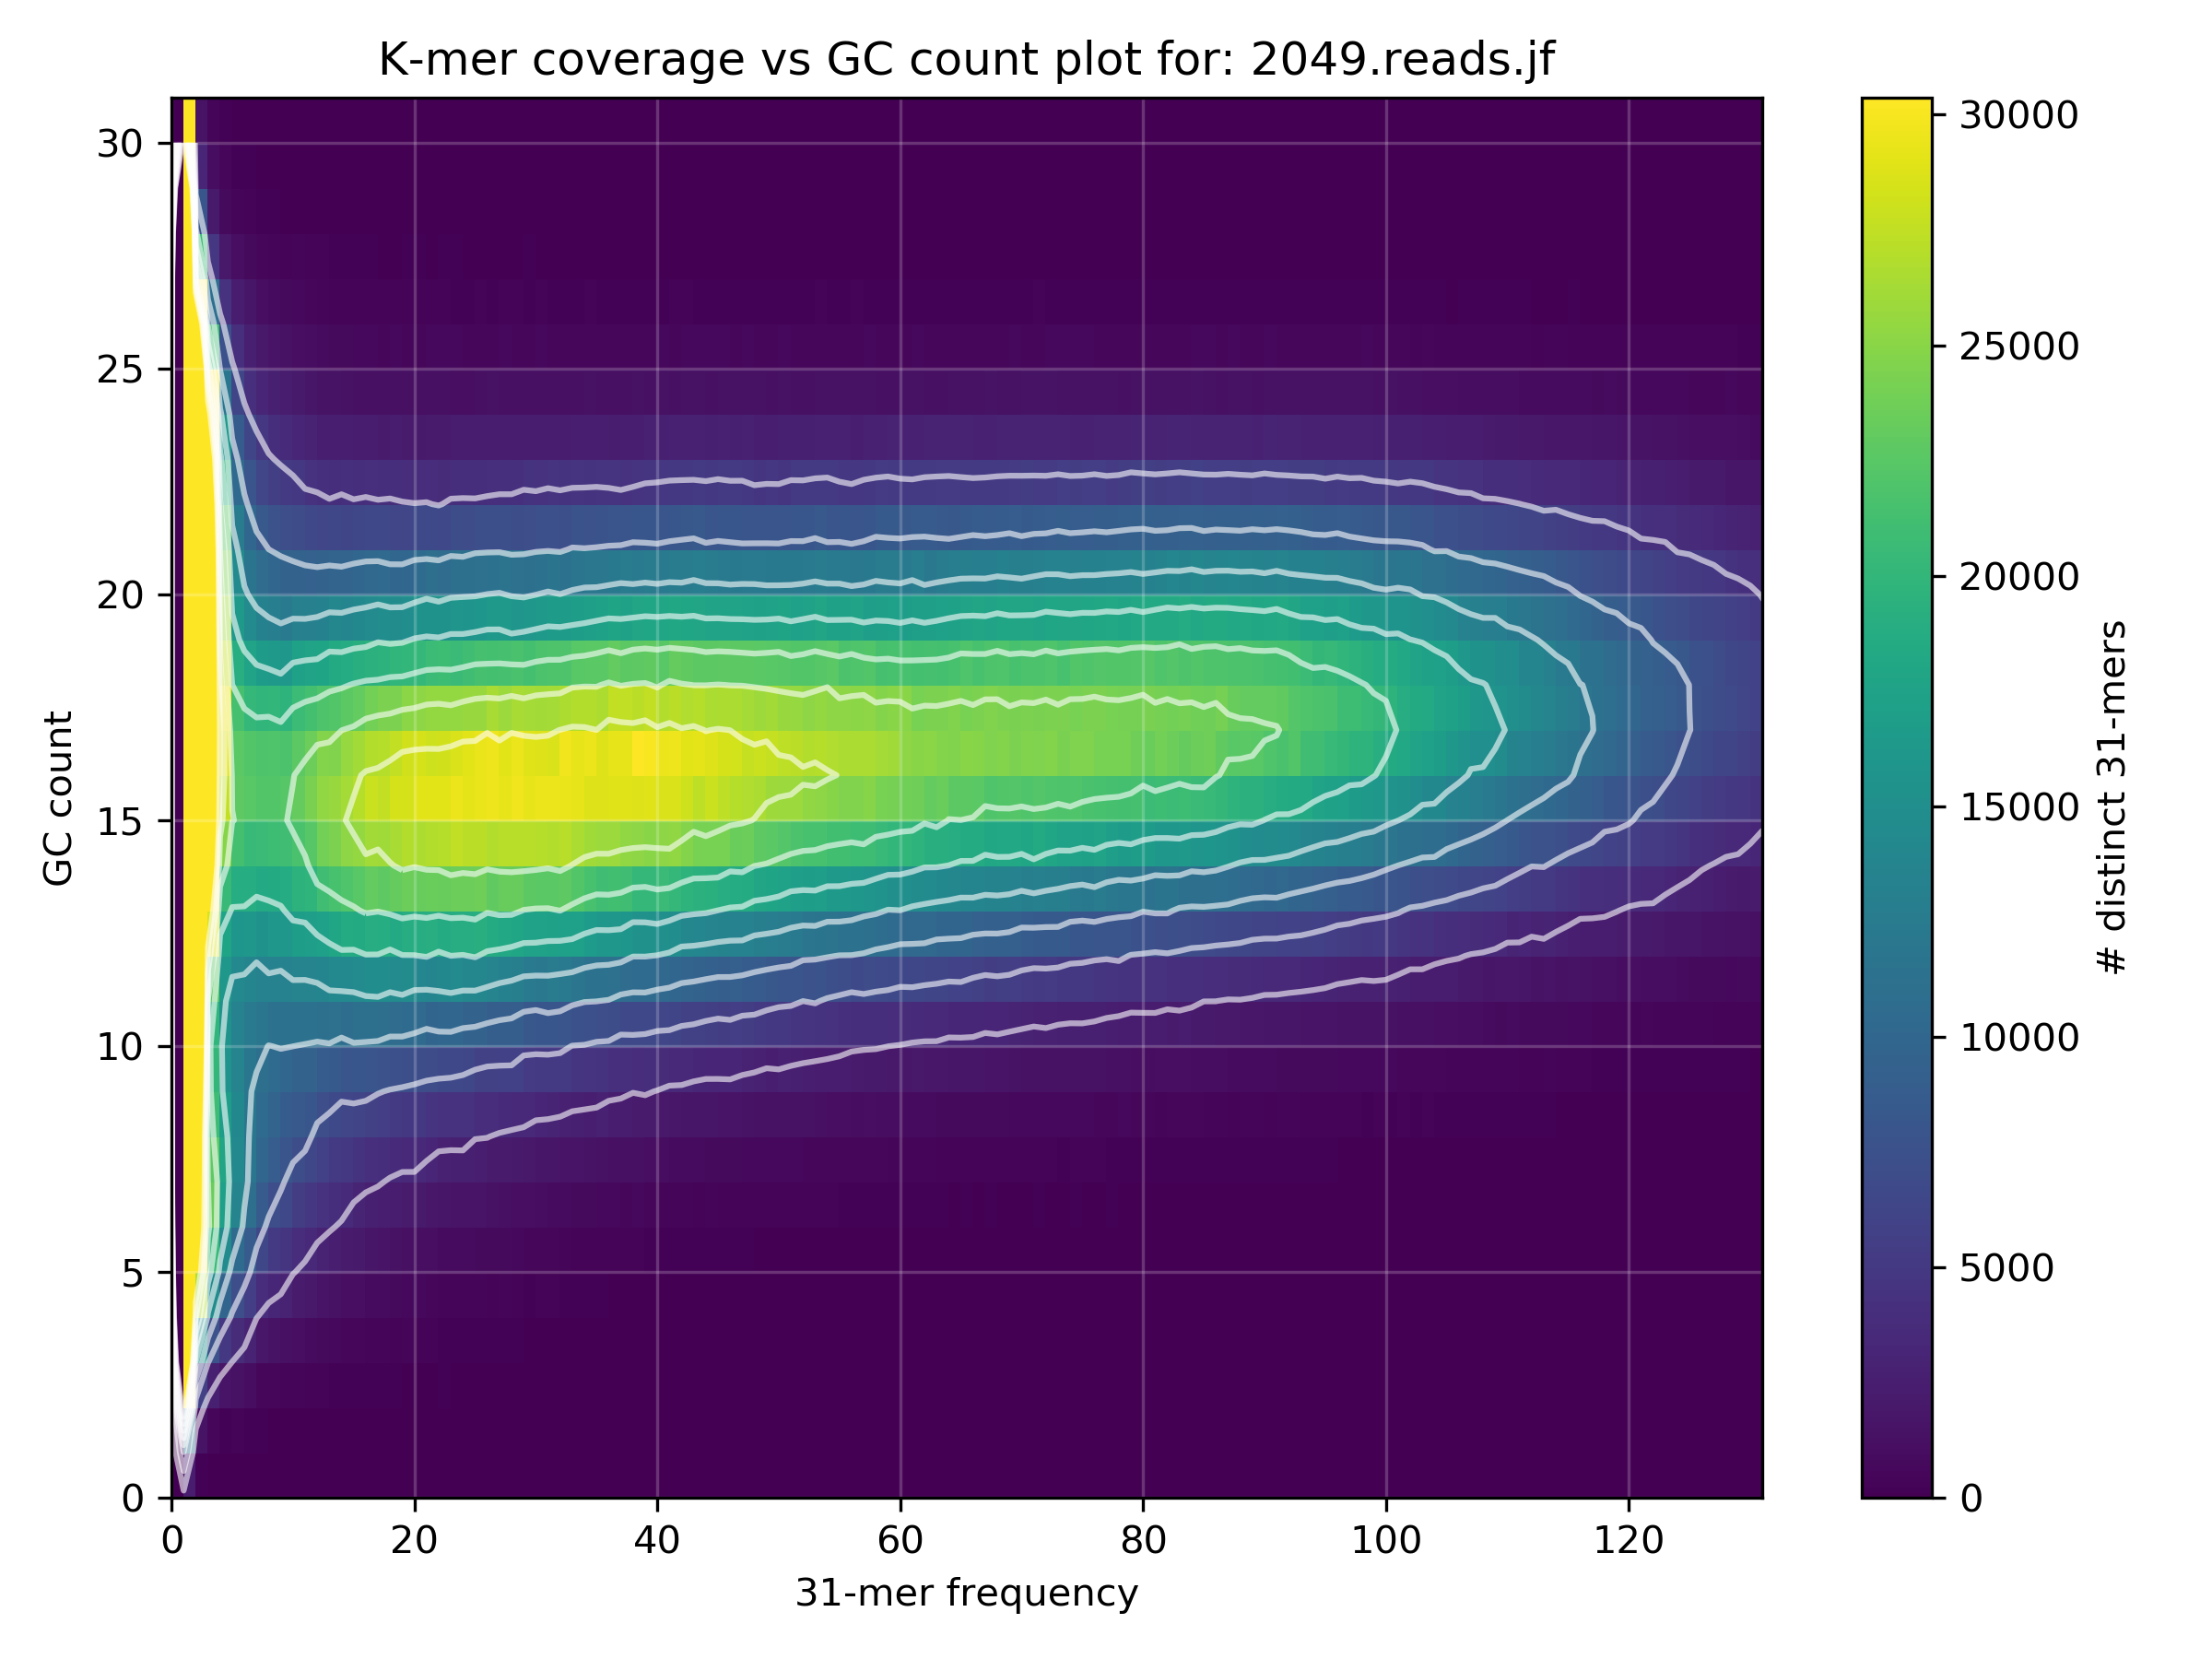 K-mer coverage vs GC count plot for: 2049.reads.jf
30
25
20
15
10
5
0
GC count
0 20 40 60 80 100 120
31-mer frequency
30000
25000
20000
15000
10000
5000
0
# distinct 31-mers